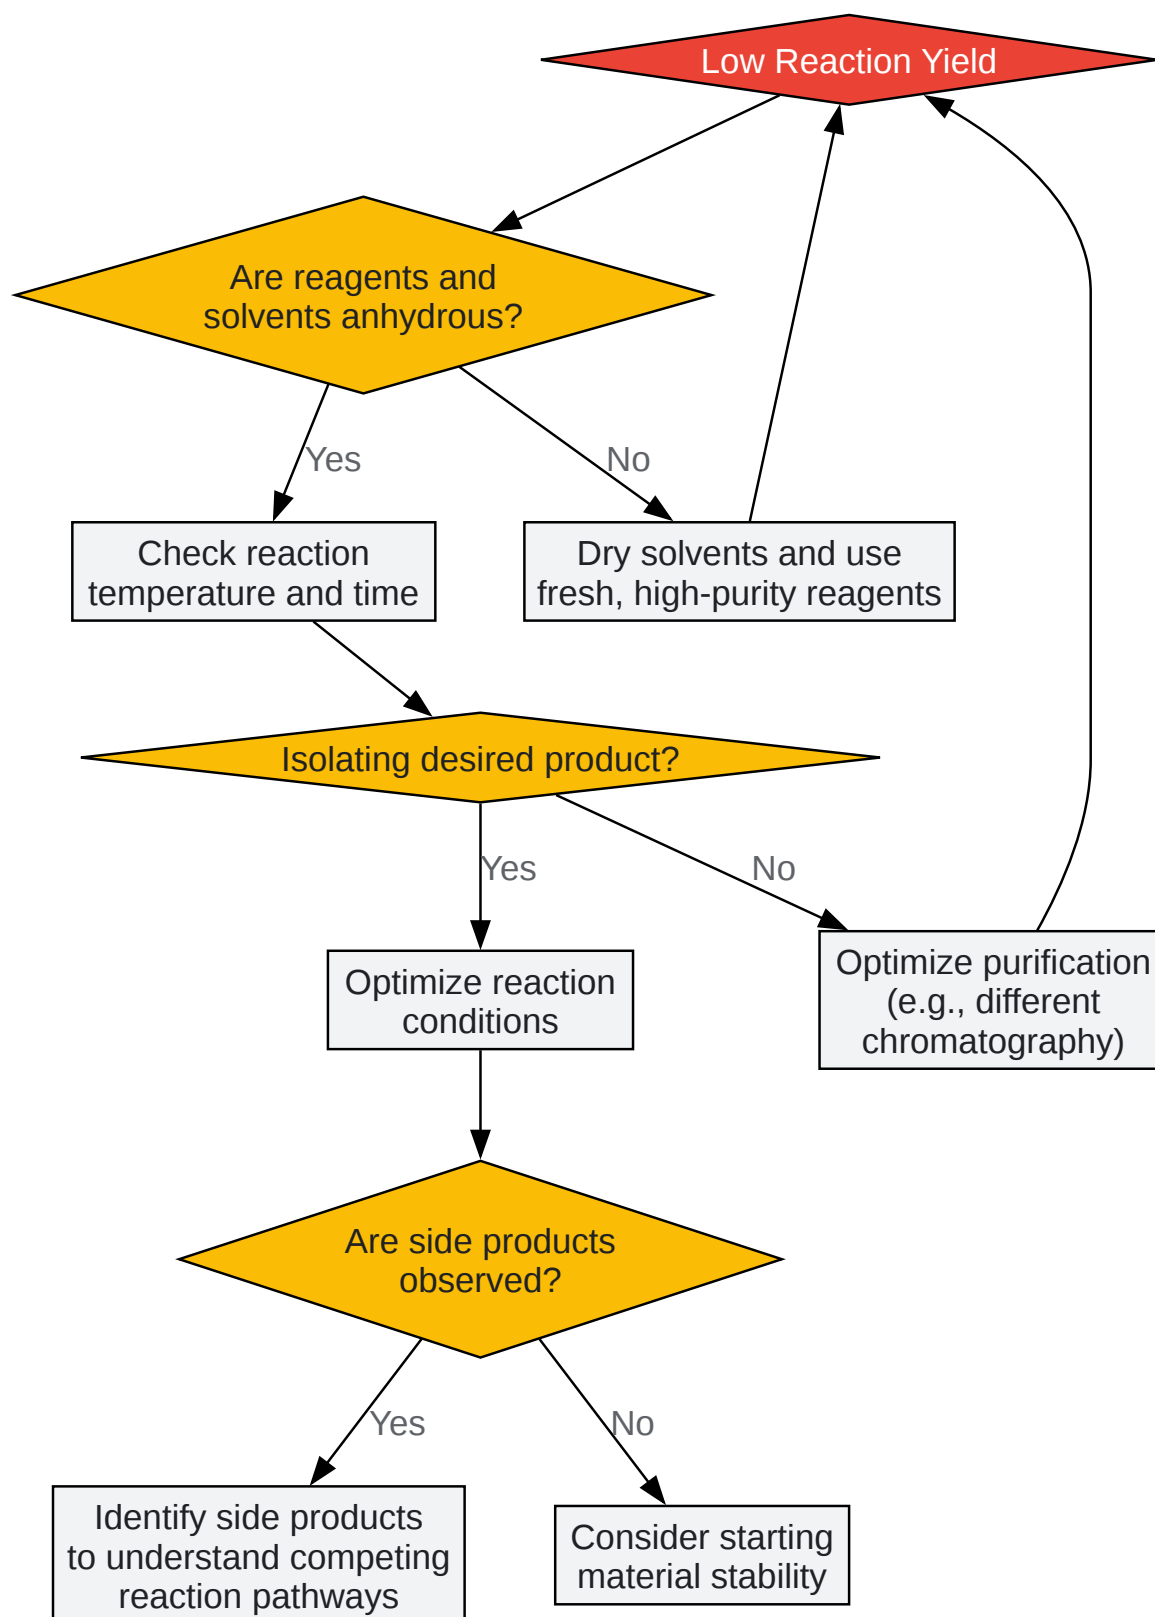 Low Reaction Yield
Are reagents and
solvents anhydrous?
Yes
No
Check reaction
temperature and time
Dry solvents and use
fresh, high-purity reagents
Isolating desired product?
Yes
No
Optimize reaction
conditions
Optimize purification
(e.g., different
chromatography)
Are side products
observed?
Yes
No
Identify side products
to understand competing
reaction pathways
Consider starting
material stability